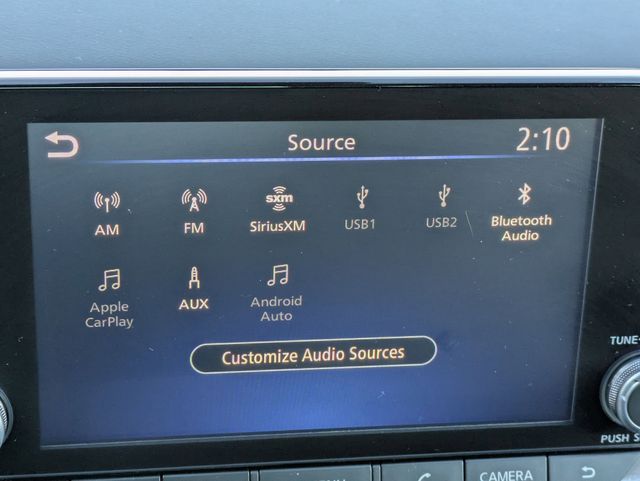 Source 2:10
AM FM SiriusXM USB1 USB2 Bluetooth Audio
sxm
Apple CarPlay AUX Android Auto
Customize Audio Sources
TUNE
PUSH
CAMERA